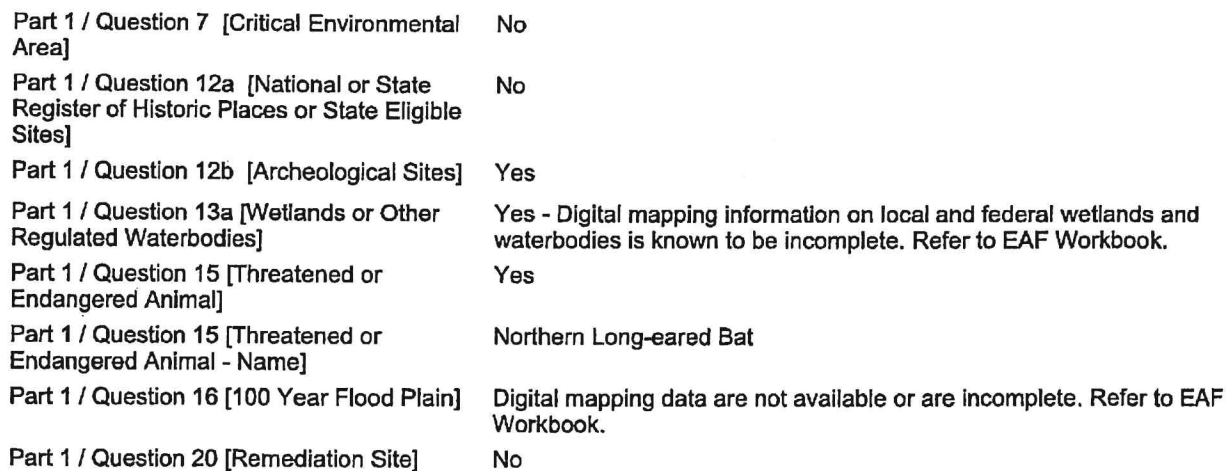 Part 1 / Question 7 [Critical Environmental Area] No
Part 1 / Question 12a [National or State Register of Historic Places or State Eligible Sites] No
Part 1 / Question 12b [Archeological Sites] Yes
Part 1 / Question 13a [Wetlands or Other Regulated Waterbodies] Yes - Digital mapping information on local and federal wetlands and waterbodies is known to be incomplete. Refer to EAF Workbook.
Part 1 / Question 15 [Threatened or Endangered Animal] Yes
Part 1 / Question 15 [Threatened or Endangered Animal - Name] Northern Long-eared Bat
Part 1 / Question 16 [100 Year Flood Plain] Digital mapping data are not available or are incomplete. Refer to EAF Workbook.
Part 1 / Question 20 [Remediation Site] No